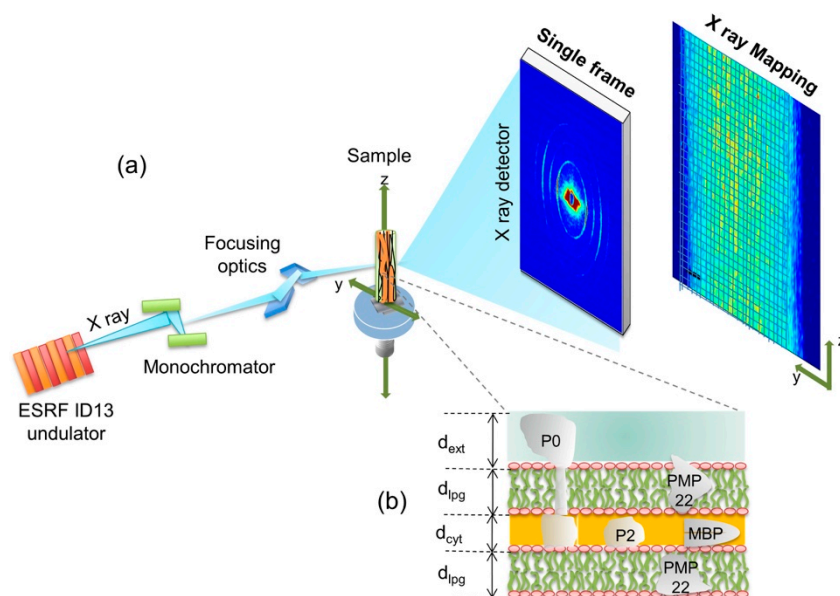 (a)
Sample
z
y
Focusing
optics
X ray
Monochromator
ESRF ID13
undulator
Single frame
X ray detector
X ray Mapping
z
y
(b)
d_ext
d_lpg
d_cyt
d_lpg
P0
PMP
22
P2
MBP
PMP
22